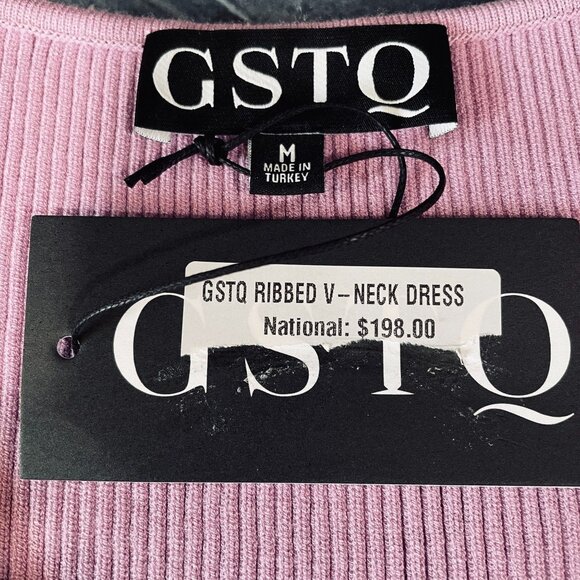 GSTQ
M
MADE IN
TURKEY
GSTQ RIBBED V-NECK DRESS
National: $198.00
GSTQ